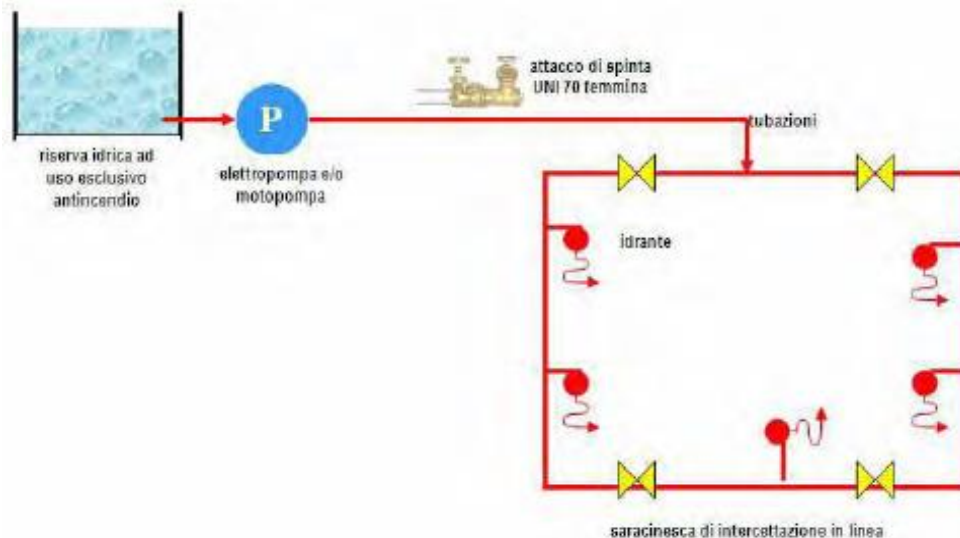 attacco di spinta
UNI 70 femmina
P
tubazioni
riserva idrica ad
uso esclusivo
antincendio
elettropompa e/o
motopompa
idrante
saracinesca di intercettazione in linea